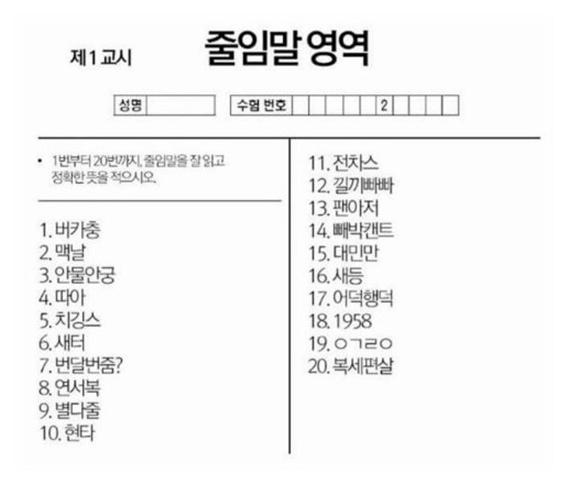 제1교시
줄임말 영역
성명
수험 번호 2
• 1번부터 20번까지, 줄임말을 잘 읽고
정확한 뜻을 적으시오.
1. 버카충
2. 맥날
3. 안물안궁
4. 따아
5. 치킹스
6. 새터
7. 번달번줌?
8. 연서복
9. 별다줄
10. 현타
11. 전차스
12. 낄끼빠빠
13. 팬아저
14. 빼박캔트
15. 대민만
16. 새등
17. 어덕행덕
18. 1958
19. ㅇㄱㄹㅇ
20. 복세편살